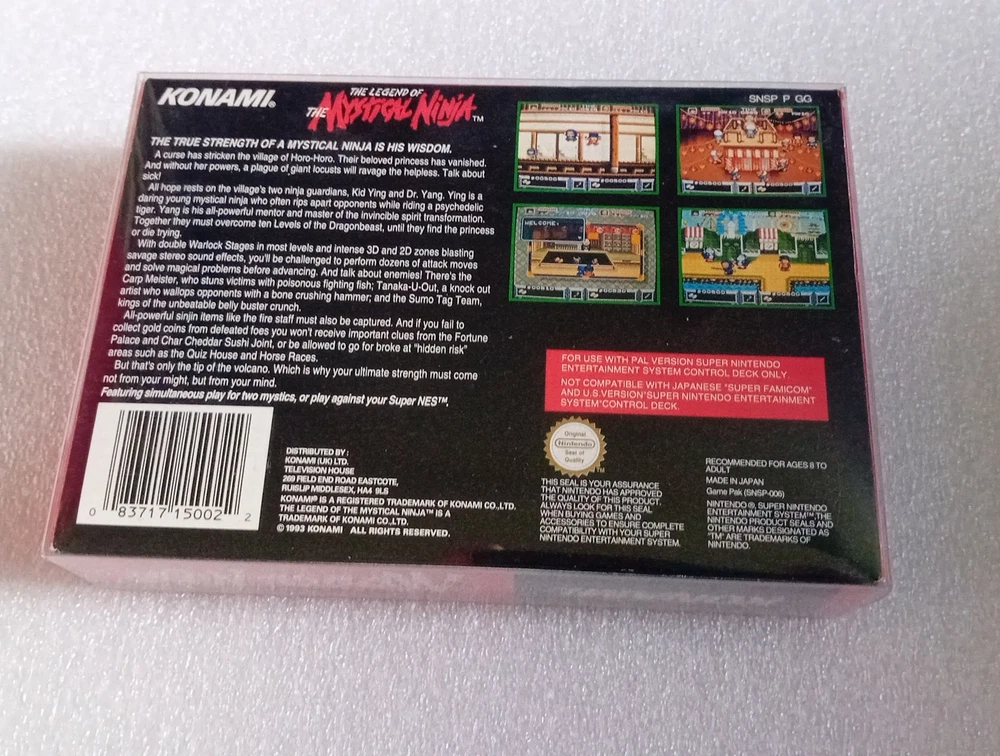 KONAMI®
THE LEGEND OF
THE MYSTICAL NINJA™
SNSP P GG
THE TRUE STRENGTH OF A MYSTICAL NINJA IS HIS WISDOM.
A curse has stricken the village of Horo-Horo. Their beloved princess has vanished.
And without her powers, a plague of giant locusts will ravage the helpless. Talk about
sick!
All hope rests on the village's two ninja guardians, Kid Ying and Dr. Yang. Ying is a
daring young mystical ninja who often rips apart opponents while riding a psychedelic
tiger. Yang is his all-powerful mentor and master of the invincible spirit transformation.
Together they must overcome ten Levels of the Dragonbeast, until they find the princess
or die trying.
With double Warlock Stages in most levels and intense 3D and 2D zones blasting
savage stereo sound effects, you'll be challenged to perform dozens of attack moves
and solve magical problems before advancing. And talk about enemies! There's the
Carp Meister, who stuns victims with poisonous fighting fish; Tanaka-U-Out, a knock out
artist who wallops opponents with a bone crushing hammer; and the Sumo Tag Team,
kings of the unbeatable belly buster crunch.
All-powerful sinjin items like the fire staff must also be captured. And if you fail to
collect gold coins from defeated foes you won't receive important clues from the Fortune
Palace and Char Cheddar Sushi Joint, or be allowed to go for broke at "hidden risk"
areas such as the Quiz House and Horse Races.
But that's only the tip of the volcano. Which is why your ultimate strength must come
not from your might, but from your mind.
Featuring simultaneous play for two mystics, or play against your Super NES™.
WELCOME.
FOR USE WITH PAL VERSION SUPER NINTENDO
ENTERTAINMENT SYSTEM CONTROL DECK ONLY.
NOT COMPATIBLE WITH JAPANESE "SUPER FAMICOM"
AND U.S.VERSION"SUPER NINTENDO ENTERTAINMENT
SYSTEM"CONTROL DECK.
0 83717 15002 2
DISTRIBUTED BY:
KONAMI (UK) LTD.
TELEVISION HOUSE
269 FIELD END ROAD EASTCOTE,
RUISLIP MIDDLESEX, HA4 9LS
KONAMI® IS A REGISTERED TRADEMARK OF KONAMI CO.,LTD.
THE LEGEND OF THE MYSTICAL NINJA™ IS A
TRADEMARK OF KONAMI CO.,LTD.
© 1993 KONAMI ALL RIGHTS RESERVED.
Original
Nintendo
Seal of
Quality
TM
THIS SEAL IS YOUR ASSURANCE
THAT NINTENDO HAS APPROVED
THE QUALITY OF THIS PRODUCT.
ALWAYS LOOK FOR THIS SEAL
WHEN BUYING GAMES AND
ACCESSORIES TO ENSURE COMPLETE
COMPATIBILITY WITH YOUR SUPER
NINTENDO ENTERTAINMENT SYSTEM.
RECOMMENDED FOR AGES 8 TO
ADULT
MADE IN JAPAN
Game Pak (SNSP-006)
NINTENDO ®, SUPER NINTENDO
ENTERTAINMENT SYSTEM™,THE
NINTENDO PRODUCT SEALS AND
OTHER MARKS DESIGNATED AS
"TM" ARE TRADEMARKS OF
NINTENDO.